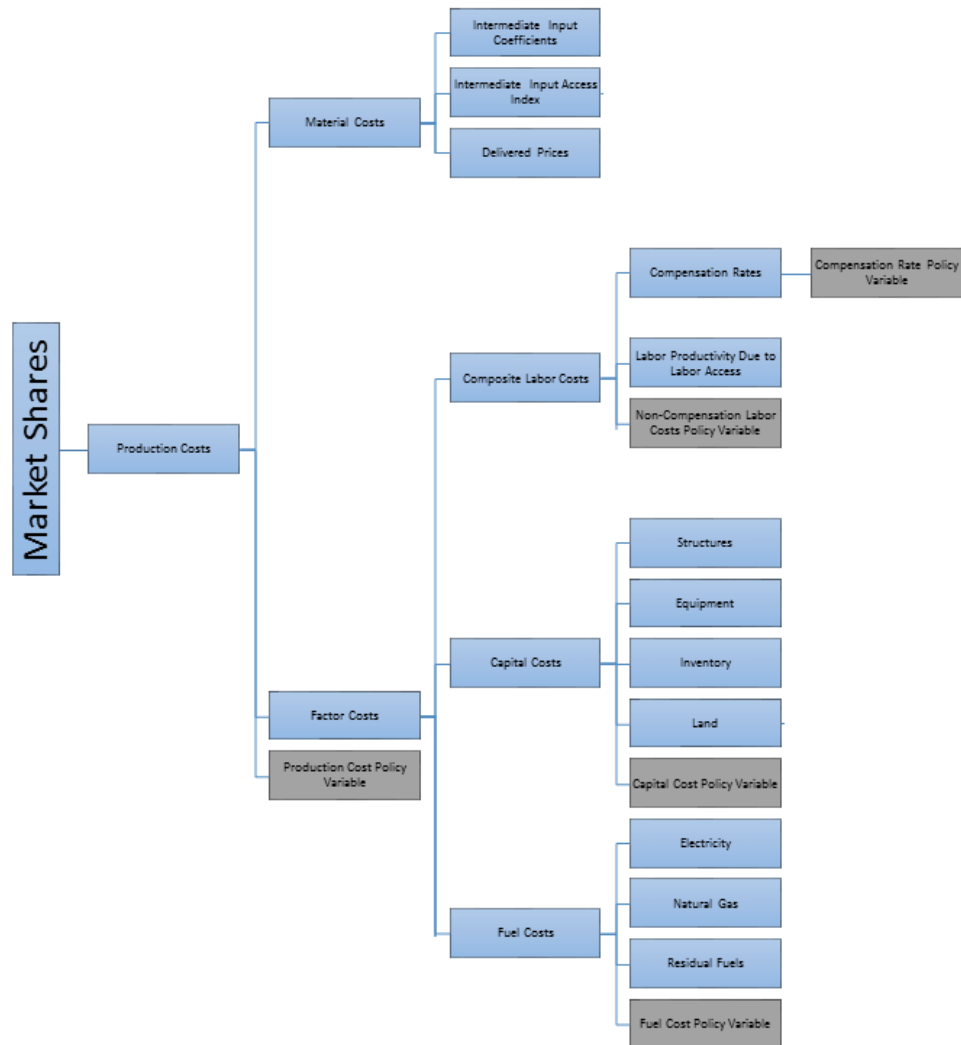 Market Shares
Production Costs
Material Costs
Intermediate Input
Coefficients
Intermediate Input Access
Index
Delivered Prices
Factor Costs
Production Cost Policy
Variable
Composite Labor Costs
Compensation Rates
Compensation Rate Policy
Variable
Labor Productivity Due to
Labor Access
Non-Compensation Labor
Costs Policy Variable
Capital Costs
Structures
Equipment
Inventory
Land
Capital Cost Policy Variable
Fuel Costs
Electricity
Natural Gas
Residual Fuels
Fuel Cost Policy Variable